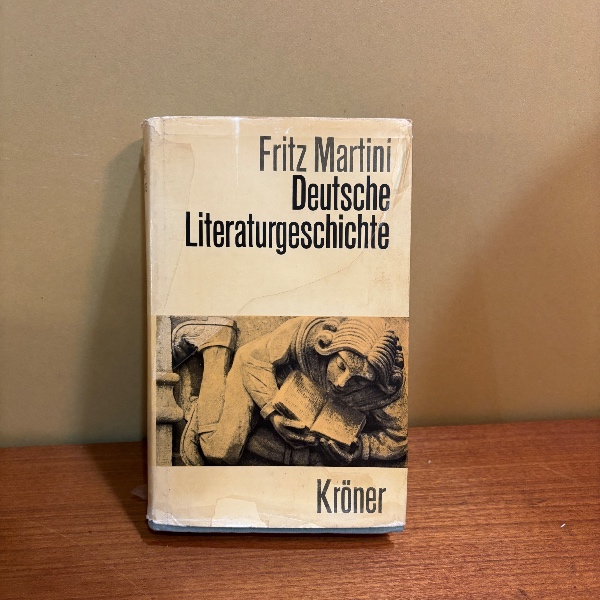 Fritz Martini
Deutsche
Literaturgeschichte
Kröner